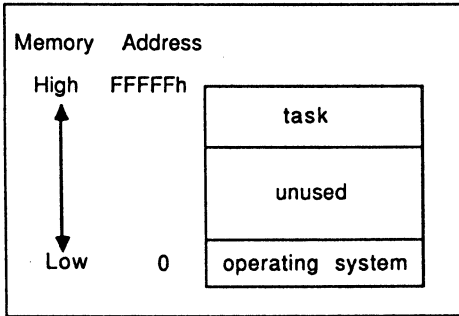 Memory Address
High FFFFFh
task
unused
Low 0 operating system